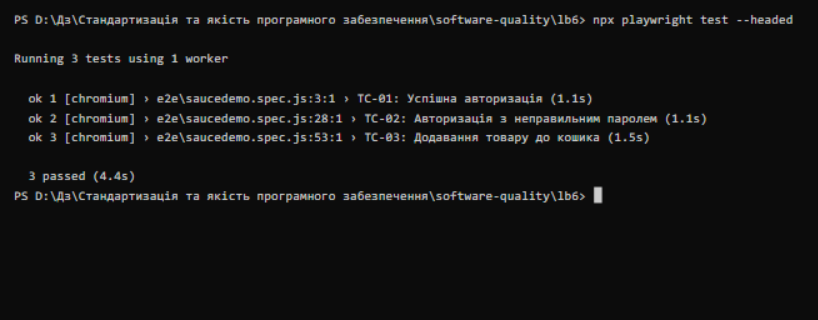 PS D:\Дз\Стандартизація та якість програмного забезпечення\software-quality\lb6> npx playwright test --headed
Running 3 tests using 1 worker
ok 1 [chromium] › e2e\saucedemo.spec.js:3:1 › TC-01: Успішна авторизація (1.1s)
ok 2 [chromium] › e2e\saucedemo.spec.js:28:1 › TC-02: Авторизація з неправильним паролем (1.1s)
ok 3 [chromium] › e2e\saucedemo.spec.js:53:1 › TC-03: Додавання товару до кошика (1.5s)
3 passed (4.4s)
PS D:\Дз\Стандартизація та якість програмного забезпечення\software-quality\lb6>